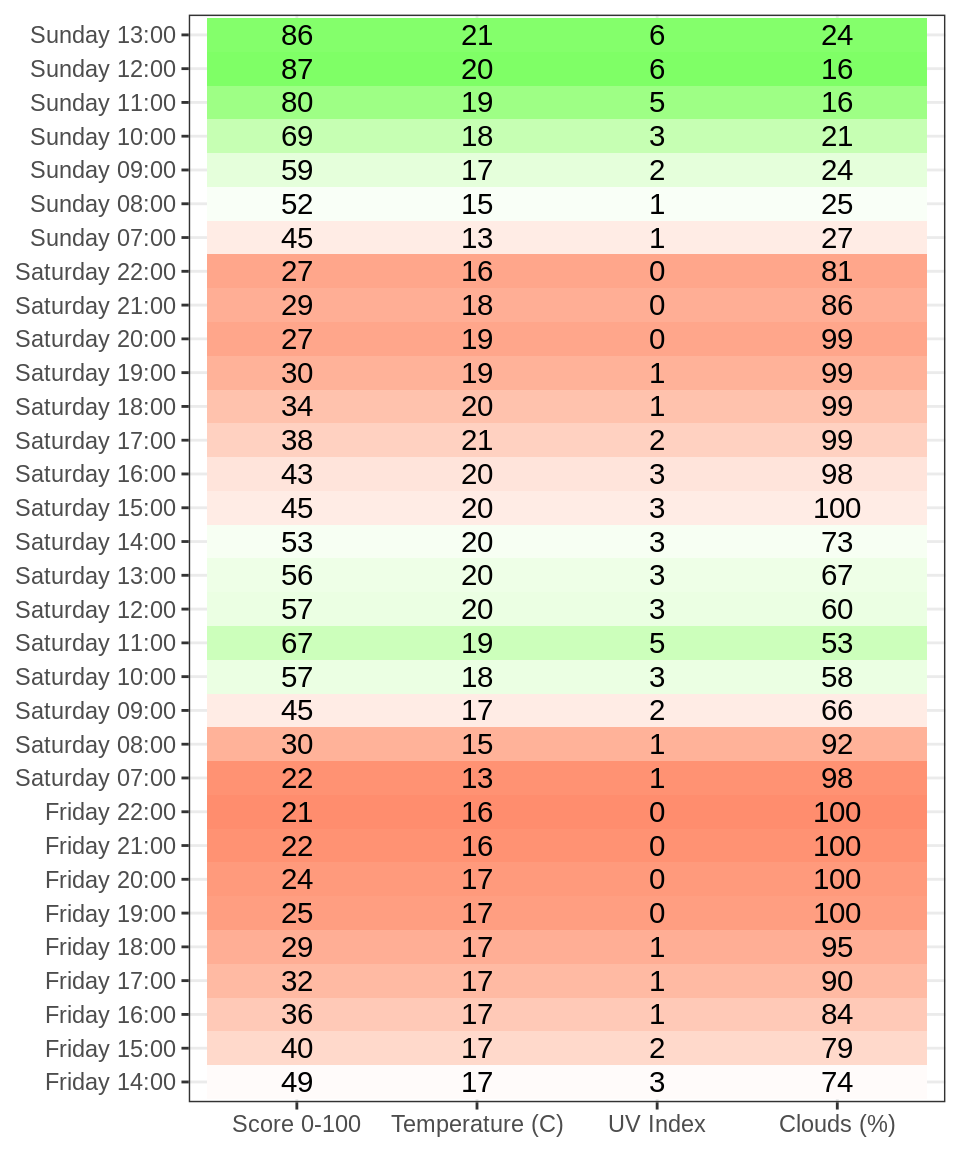 Sunday 13:00 86 21 6 24
Sunday 12:00 87 20 6 16
Sunday 11:00 80 19 5 16
Sunday 10:00 69 18 3 21
Sunday 09:00 59 17 2 24
Sunday 08:00 52 15 1 25
Sunday 07:00 45 13 1 27
Saturday 22:00 27 16 0 81
Saturday 21:00 29 18 0 86
Saturday 20:00 27 19 0 99
Saturday 19:00 30 19 1 99
Saturday 18:00 34 20 1 99
Saturday 17:00 38 21 2 99
Saturday 16:00 43 20 3 98
Saturday 15:00 45 20 3 100
Saturday 14:00 53 20 3 73
Saturday 13:00 56 20 3 67
Saturday 12:00 57 20 3 60
Saturday 11:00 67 19 5 53
Saturday 10:00 57 18 3 58
Saturday 09:00 45 17 2 66
Saturday 08:00 30 15 1 92
Saturday 07:00 22 13 1 98
Friday 22:00 21 16 0 100
Friday 21:00 22 16 0 100
Friday 20:00 24 17 0 100
Friday 19:00 25 17 0 100
Friday 18:00 29 17 1 95
Friday 17:00 32 17 1 90
Friday 16:00 36 17 1 84
Friday 15:00 40 17 2 79
Friday 14:00 49 17 3 74
Score 0-100 Temperature (C) UV Index Clouds (%)